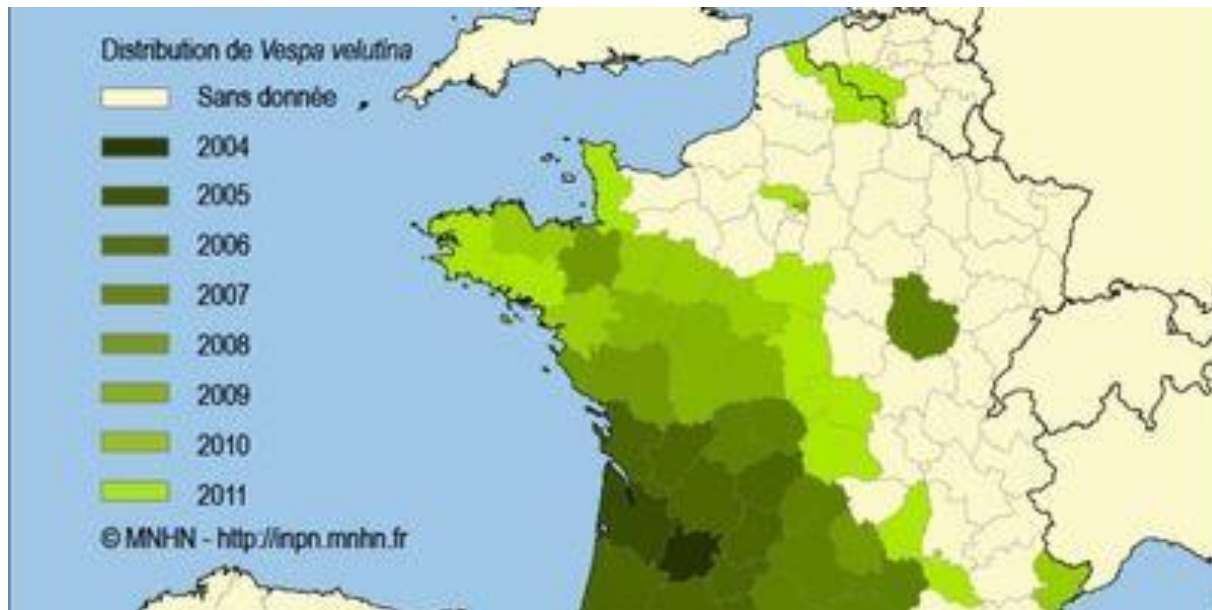 Distribution de Vespa velutina
Sans donnée
2004
2005
2006
2007
2008
2009
2010
2011
© MNHN - http://inpn.mnhn.fr